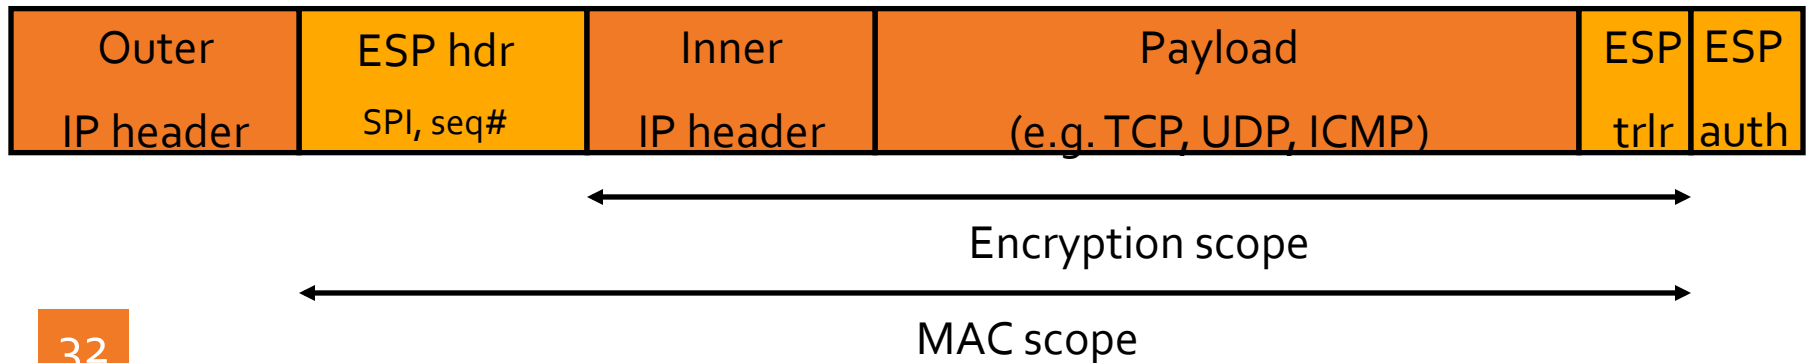 Outer
IP header
ESP hdr
SPI, seq#
Inner
IP header
Payload
(e.g. TCP, UDP, ICMP)
ESP
trlr
ESP
auth
Encryption scope
MAC scope
32